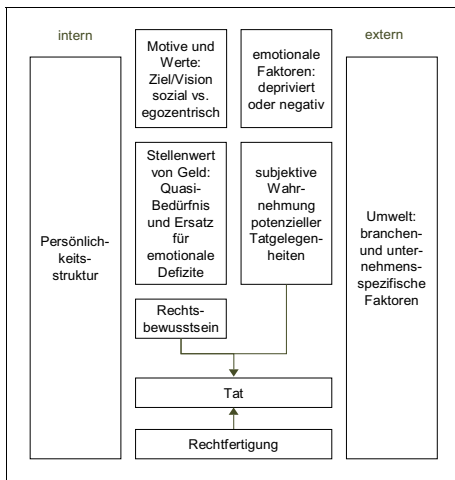 intern
extern
Motive und
Werte:
Ziel/Vision
sozial vs.
egozentrisch
emotionale
Faktoren:
depriviert
oder negativ
Stellenwert
von Geld:
Quasi-
Bedürfnis
und Ersatz
für
emotionale
Defizite
subjektive
Wahr-
nehmung
potenzieller
Tatgelegen-
heiten
Persönlich-
keits-
struktur
Umwelt:
branchen-
und unter-
nehmens-
spezifische
Faktoren
Rechts-
bewusstsein
Tat
Rechtfertigung